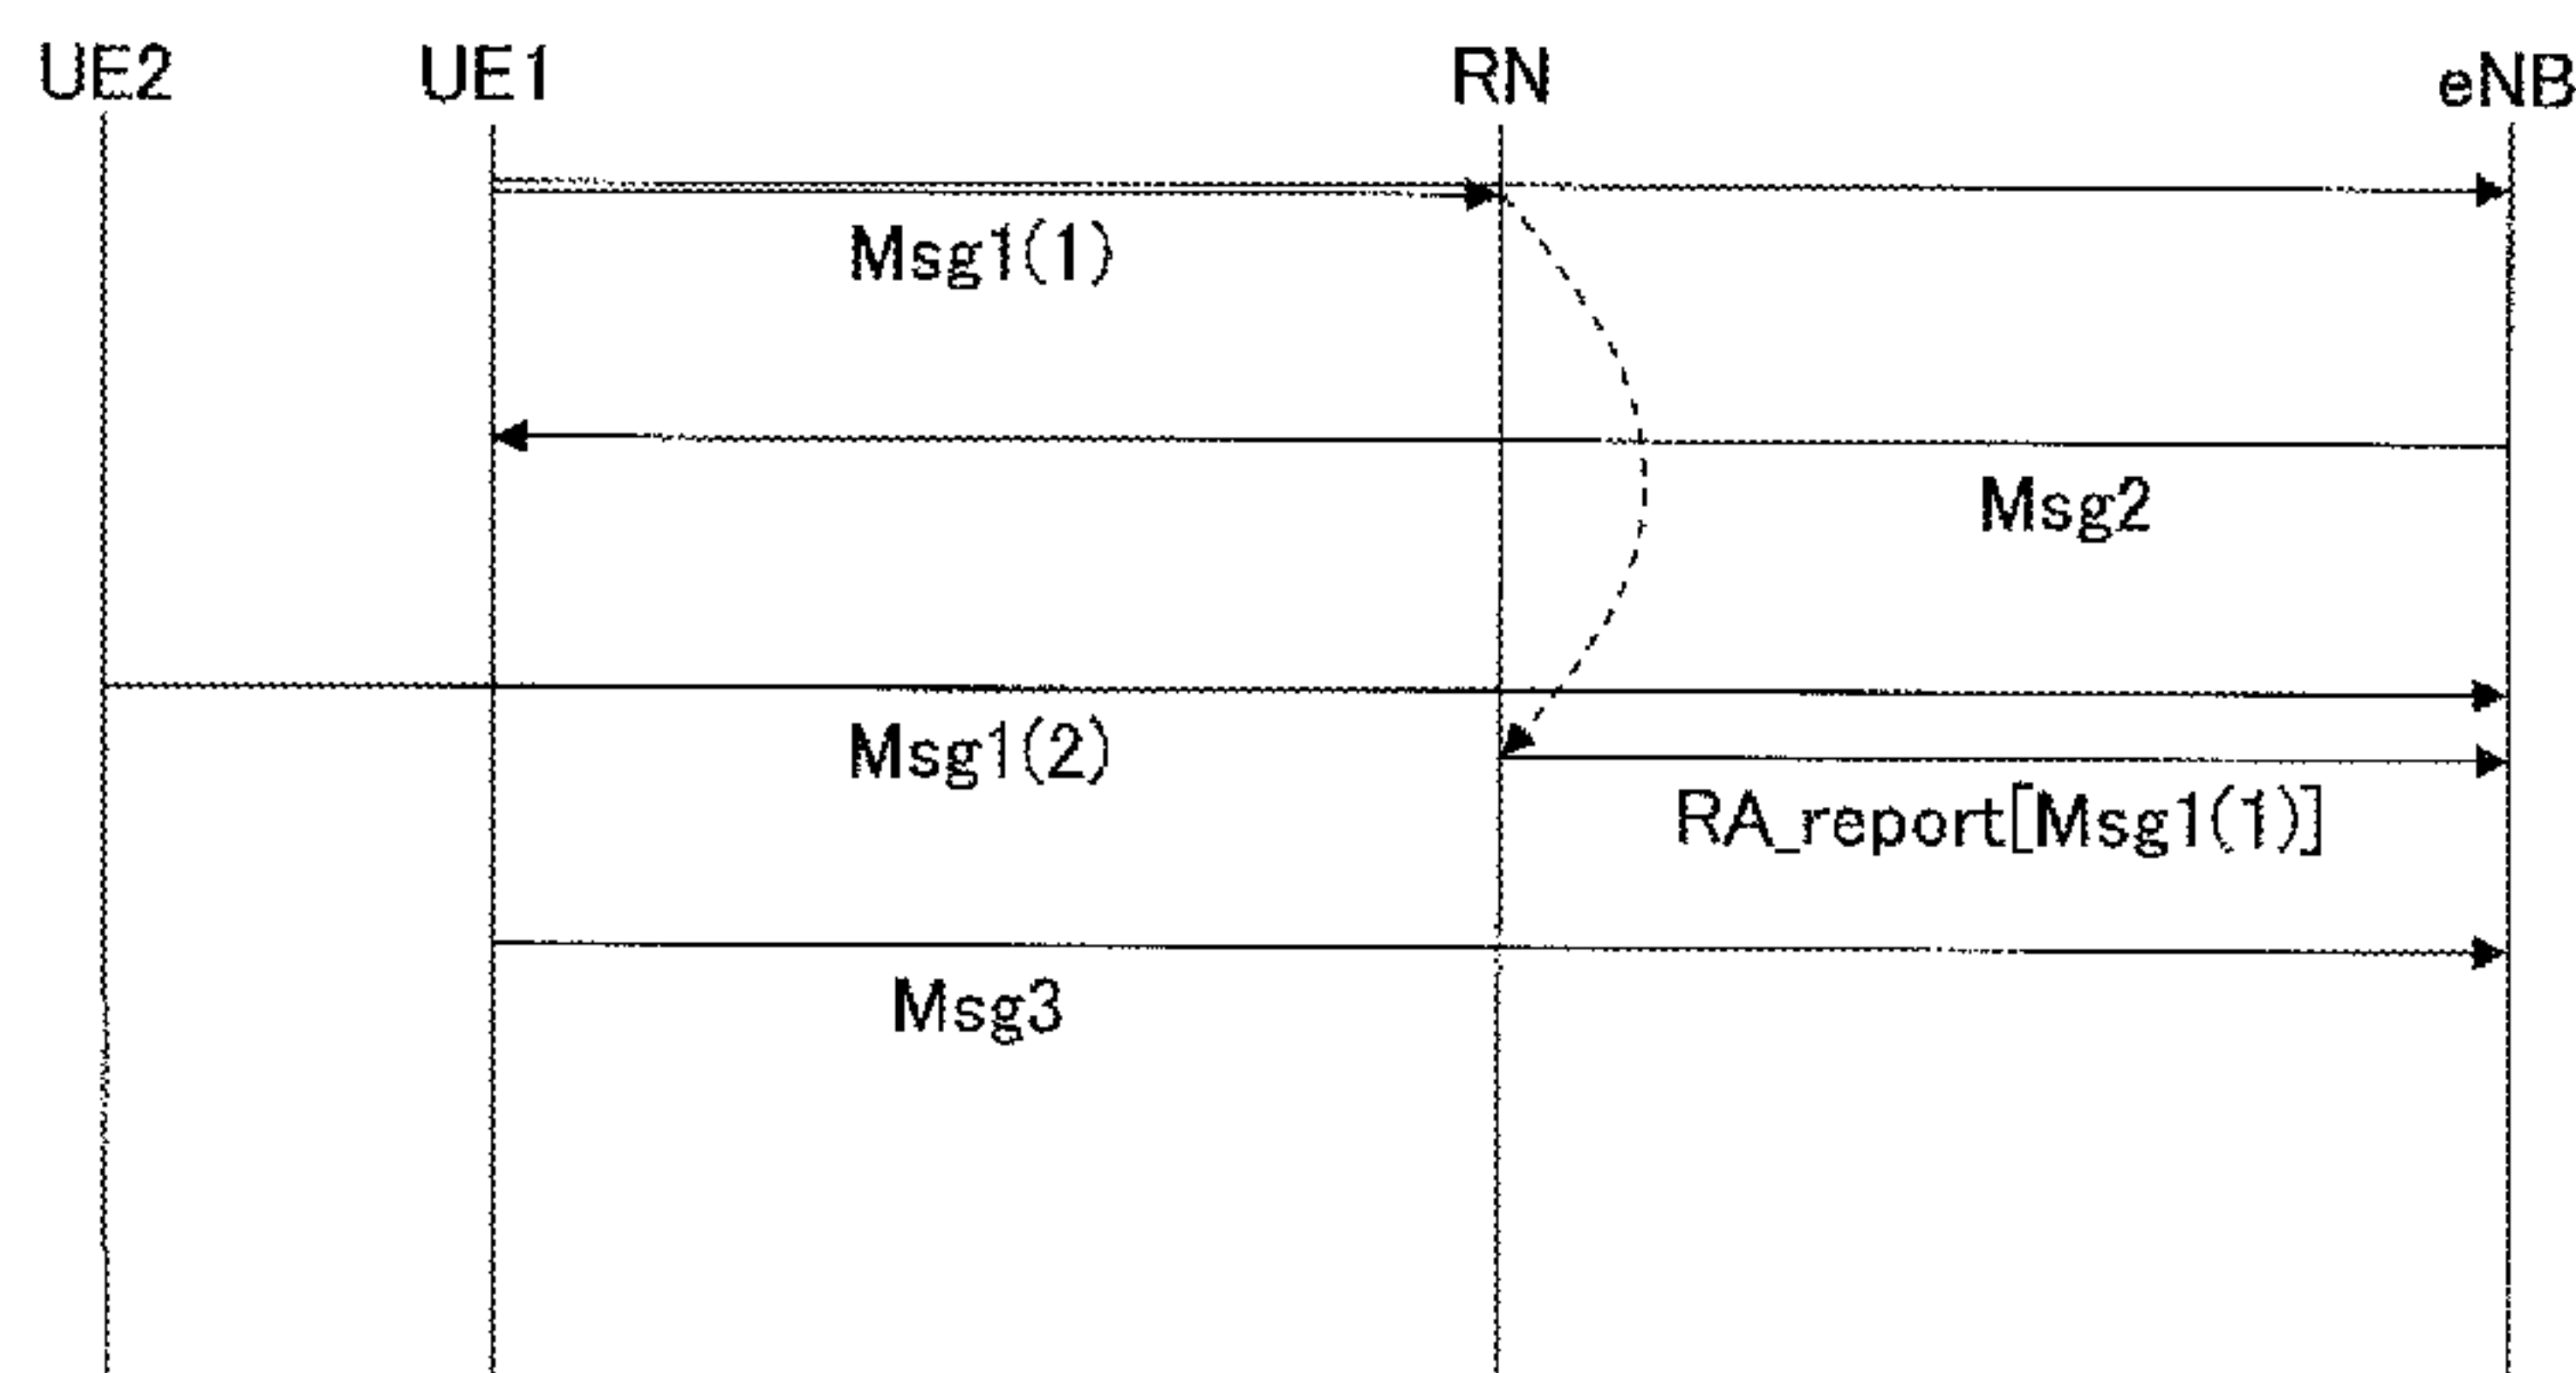 UE2 UE1 RN eNB
Msg1(1)
Msg2
Msg1(2)
RA_report[Msg1(1)]
Msg3